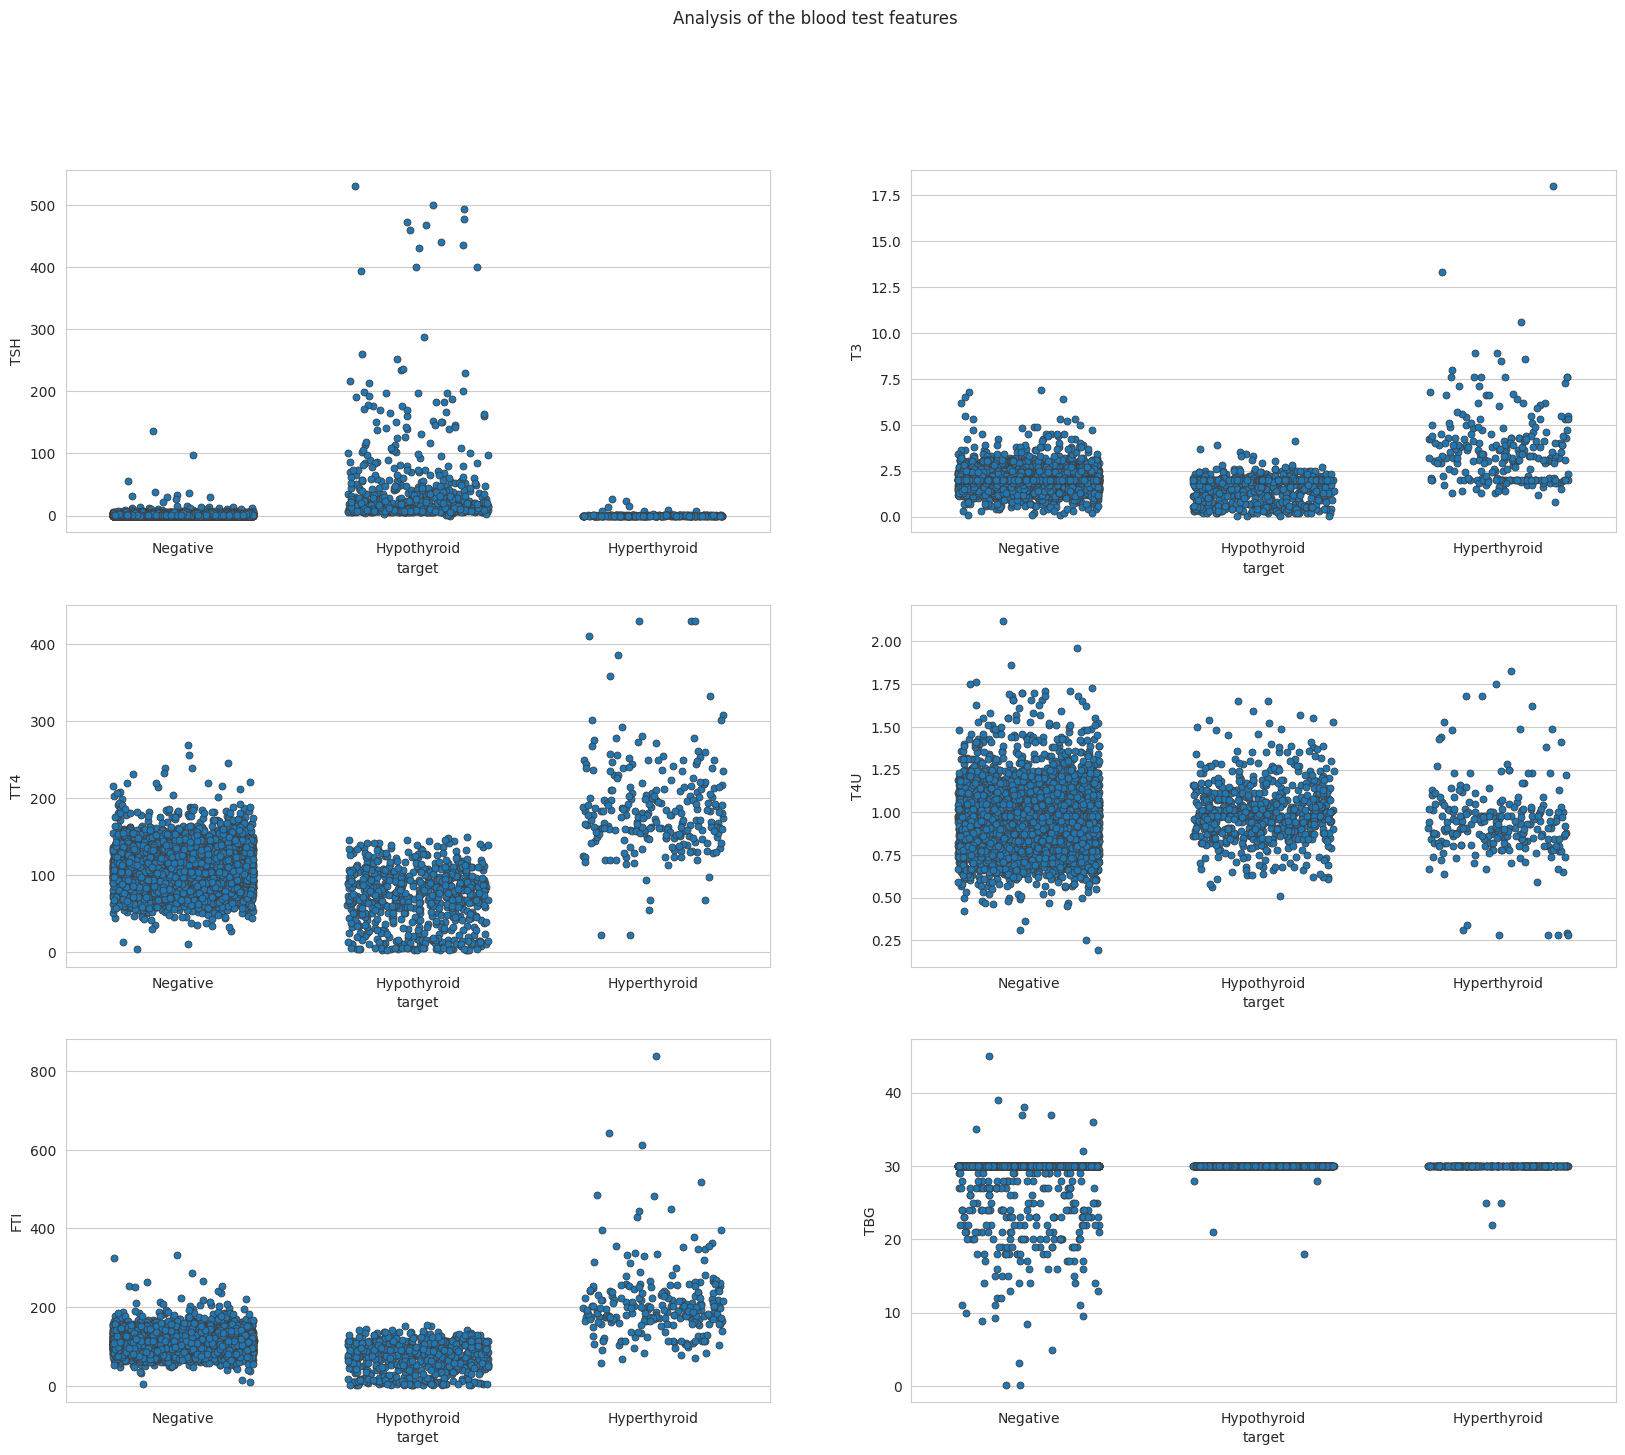 Analysis of the blood test features
500
400
300
200
100
0
TSH
Negative Hypothyroid Hyperthyroid
target
17.5
15.0
12.5
10.0
7.5
5.0
2.5
0.0
T3
Negative Hypothyroid Hyperthyroid
target
400
300
200
100
0
TT4
Negative Hypothyroid Hyperthyroid
target
2.00
1.75
1.50
1.25
1.00
0.75
0.50
0.25
T4U
Negative Hypothyroid Hyperthyroid
target
800
600
400
200
0
FTI
Negative Hypothyroid Hyperthyroid
target
40
30
20
10
0
TBG
Negative Hypothyroid Hyperthyroid
target